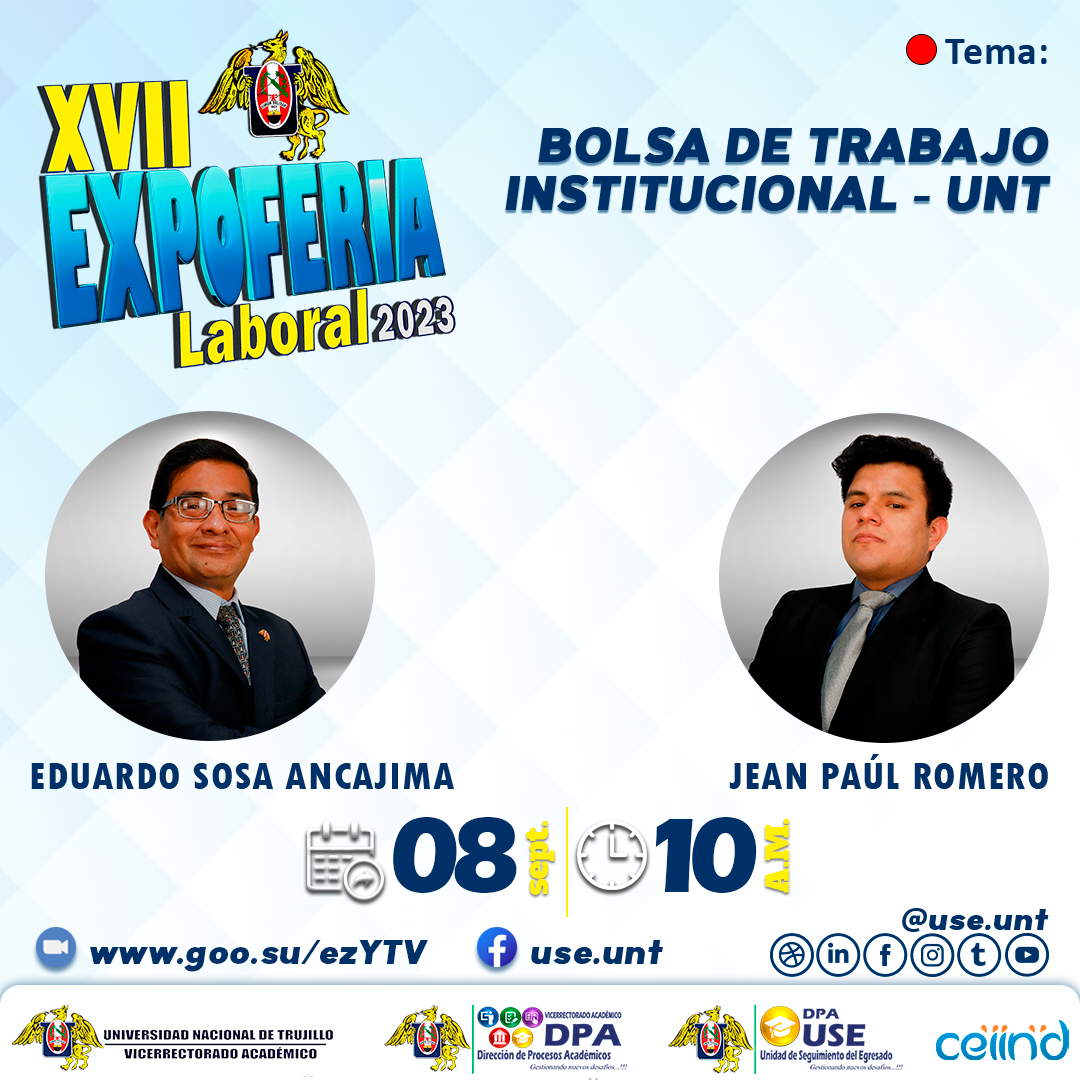 XVII
EXPOFERIA
Laboral 2023
Tema:
BOLSA DE TRABAJO
INSTITUCIONAL - UNT
EDUARDO SOSA ANCAJIMA
JEAN PAÚL ROMERO
08 sept.
10 A.M.
@use.unt
www.goo.su/ezYTV
use.unt
UNIVERSIDAD NACIONAL DE TRUJILLO
VICERRECTORADO ACADÉMICO
VICERRECTORADO ACADÉMICO
DPA
Dirección de Procesos Académicos
Gestionando nuevos desafíos...!!!
DPA
USE
Unidad de Seguimiento del Egresado
Gestionando nuevos desafíos...!!!
ceiind